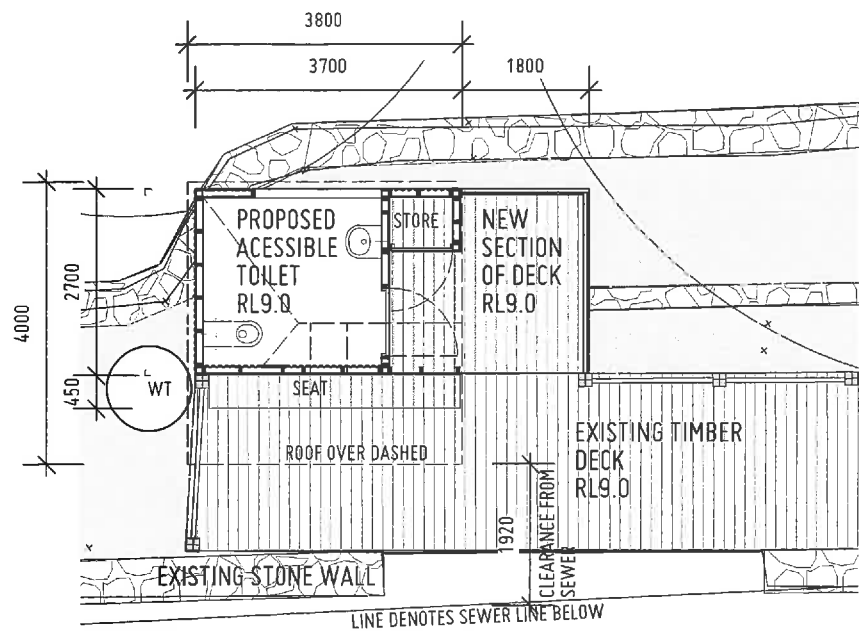 3800
3700
1800
PROPOSED
ACESSIBLE
TOILET
RL9.0
STORE
NEW
SECTION
OF DECK
RL9.0
2700
4000
450
WT
SEAT
ROOF OVER DASHED
EXISTING TIMBER
DECK
RL9.0
1920
CLEARANCE FROM
SEWER
EXISTING STONE WALL
LINE DENOTES SEWER LINE BELOW